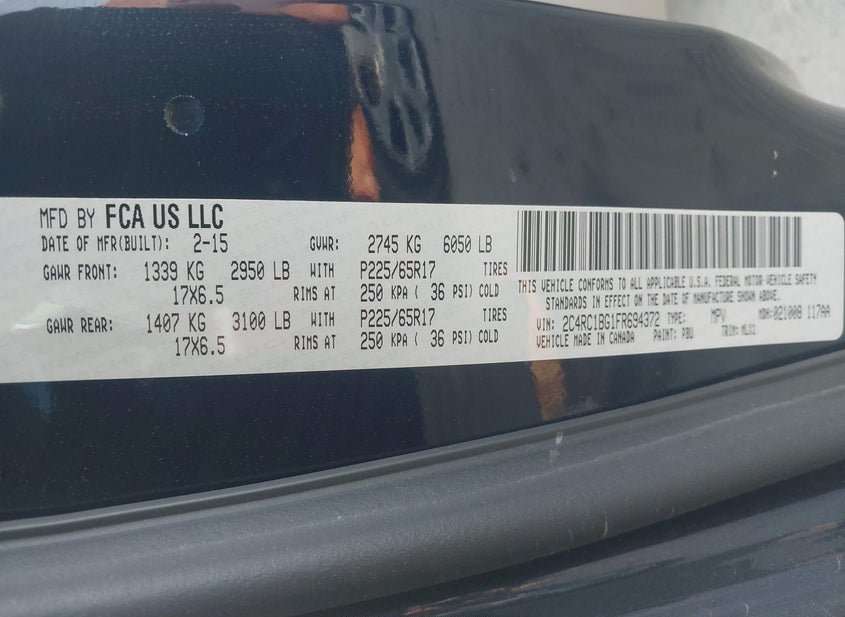 MFD BY FCA US LLC
DATE OF MFR(BUILT): 2-15 GVWR: 2745 KG 6050 LB
GAWR FRONT: 1339 KG 2950 LB WITH P225/65R17 TIRES
17X6.5 RIMS AT 250 KPA ( 36 PSI) COLD
GAWR REAR: 1407 KG 3100 LB WITH P225/65R17 TIRES
17X6.5 RIMS AT 250 KPA ( 36 PSI) COLD
THIS VEHICLE CONFORMS TO ALL APPLICABLE U.S.A. FEDERAL MOTOR VEHICLE SAFETY
STANDARDS IN EFFECT ON THE DATE OF MANUFACTURE SHOWN ABOVE.
VIN: 2C4RC1BG1FR694372 TYPE: MPV MDH:021008 117AA
VEHICLE MADE IN CANADA PAINT: PBU TRIM: